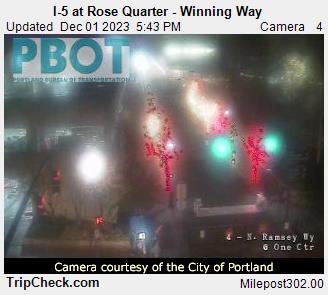 I-5 at Rose Quarter - Winning Way
Updated Dec 01 2023 5:43 PM Camera 4
PBOT
PORTLAND BUREAU OF TRANSPORTATION
4 - N. Ramsey Wy
@ One Ctr
Camera courtesy of the City of Portland
TripCheck.com Milepost302.00